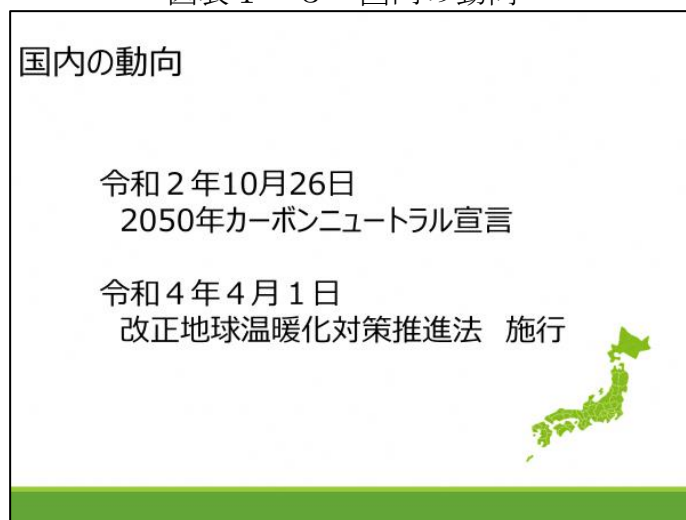 国内の動向
令和２年10月26日
2050年カーボンニュートラル宣言
令和４年４月１日
改正地球温暖化対策推進法　施行